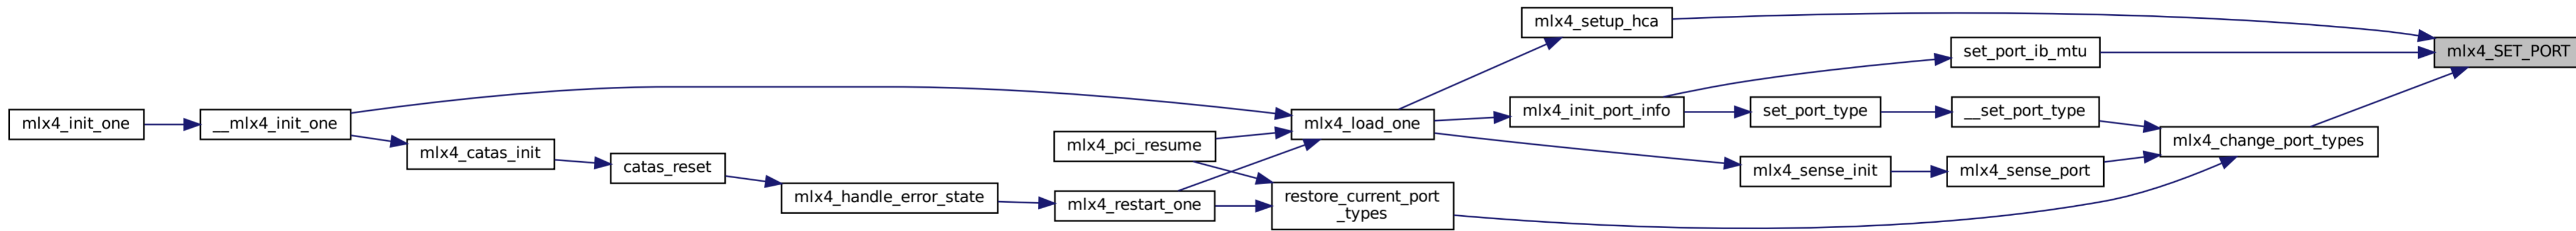 mlx4_init_one
__mlx4_init_one
mlx4_catas_init
catas_reset
mlx4_handle_error_state
mlx4_pci_resume
mlx4_restart_one
mlx4_load_one
restore_current_port
_types
mlx4_setup_hca
mlx4_init_port_info
set_port_type
mlx4_sense_init
set_port_ib_mtu
__set_port_type
mlx4_sense_port
mlx4_change_port_types
mlx4_SET_PORT